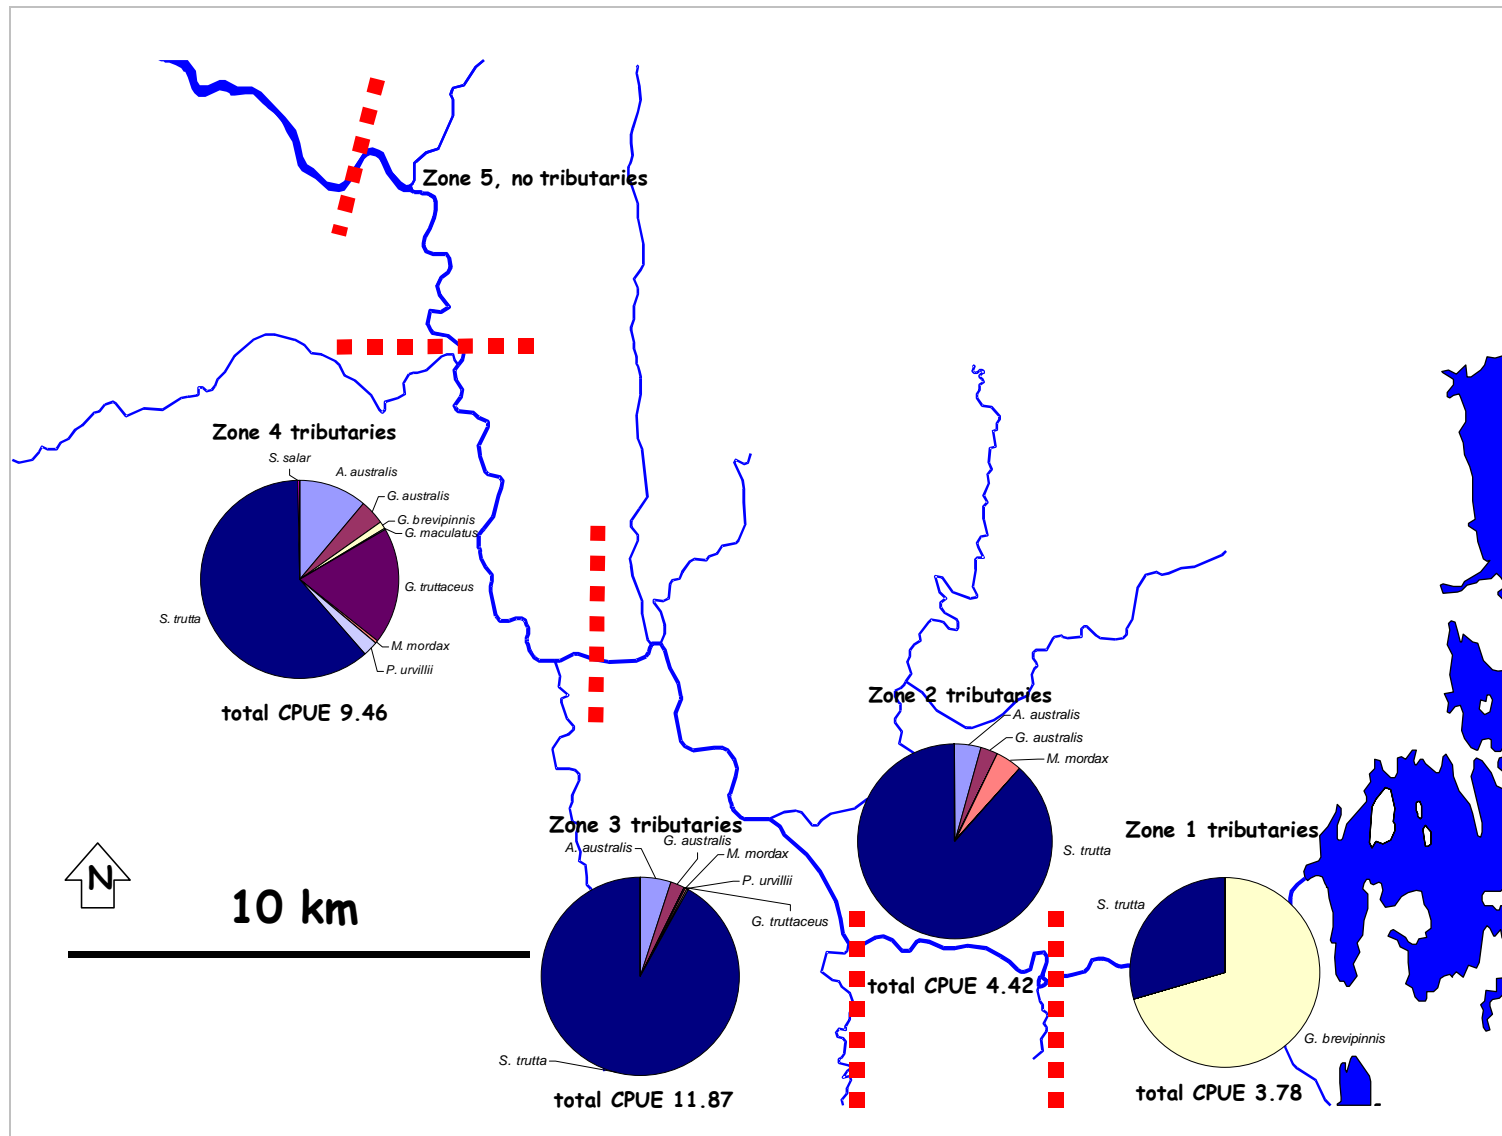 Zone 5, no tributaries
Zone 4 tributaries
S. salar
A. australis
G. australis
G. brevipinnis
G. maculatus
G. truttaceus
S. trutta
M. mordax
P. urvillii
total CPUE 9.46
Zone 2 tributaries
A. australis
G. australis
M. mordax
S. trutta
total CPUE 4.42
Zone 3 tributaries
A. australis
G. australis
M. mordax
P. urvillii
G. truttaceus
S. trutta
total CPUE 11.87
Zone 1 tributaries
S. trutta
G. brevipinnis
total CPUE 3.78
N
10 km